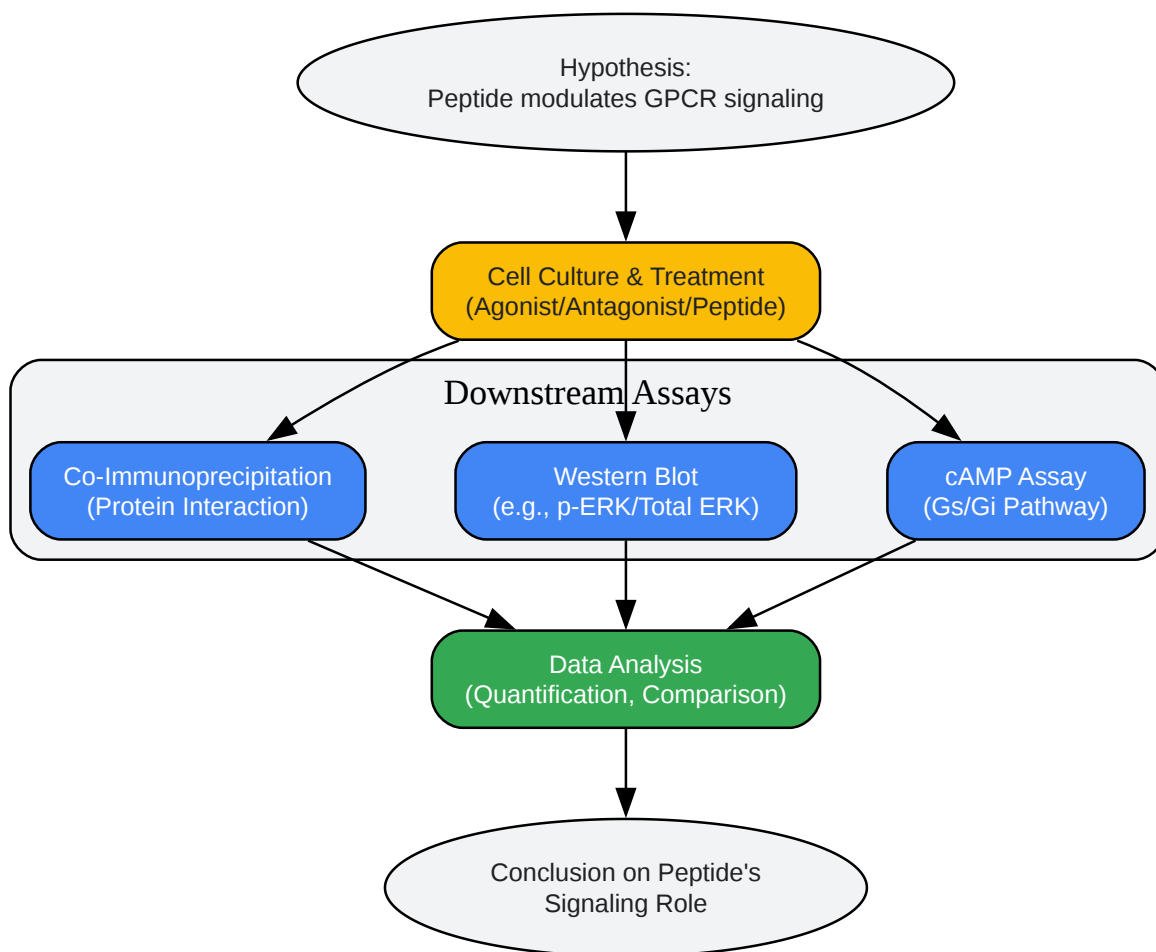 Hypothesis:
Peptide modulates GPCR signaling
Cell Culture & Treatment
(Agonist/Antagonist/Peptide)
Downstream Assays
Co-Immunoprecipitation
(Protein Interaction)
Western Blot
(e.g., p-ERK/Total ERK)
cAMP Assay
(Gs/Gi Pathway)
Data Analysis
(Quantification, Comparison)
Conclusion on Peptide's
Signaling Role